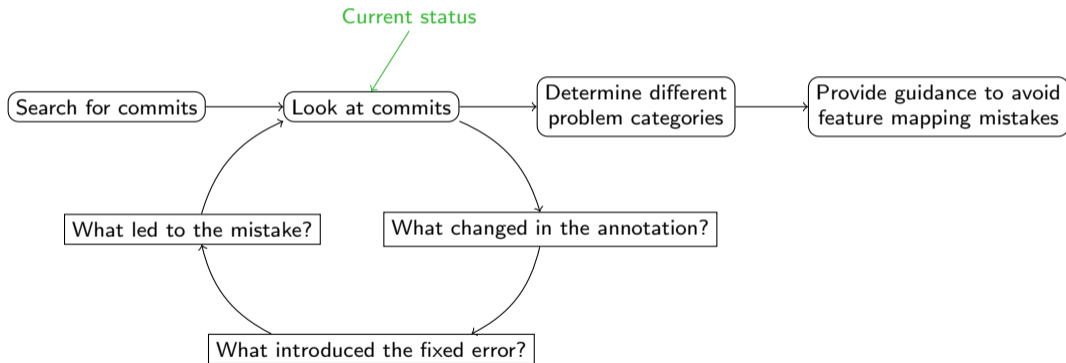 Current status
Search for commits
Look at commits
Determine different
problem categories
Provide guidance to avoid
feature mapping mistakes
What led to the mistake?
What changed in the annotation?
What introduced the fixed error?